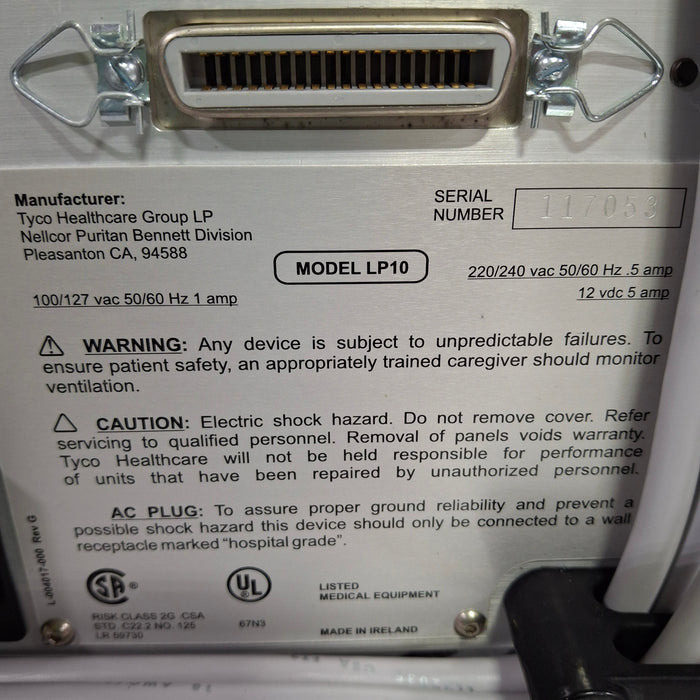 Manufacturer:
Tyco Healthcare Group LP
Nellcor Puritan Bennett Division
Pleasanton CA, 94588
SERIAL
NUMBER
117053
MODEL LP10
220/240 vac 50/60 Hz .5 amp
12 vdc 5 amp
100/127 vac 50/60 Hz 1 amp
WARNING: Any device is subject to unpredictable failures. To
ensure patient safety, an appropriately trained caregiver should monitor
ventilation.
CAUTION: Electric shock hazard. Do not remove cover. Refer
servicing to qualified personnel. Removal of panels voids warranty.
Tyco Healthcare will not be held responsible for performance
of units that have been repaired by unauthorized personnel.
AC PLUG: To assure proper ground reliability and prevent a
possible shock hazard this device should only be connected to a wall
receptacle marked "hospital grade".
L-004017-000 Rev G
SA ®
RISK CLASS 2G CSA
STD. C22.2 NO. 125
LR 59730
UL ®
67N3
LISTED
MEDICAL EQUIPMENT
MADE IN IRELAND